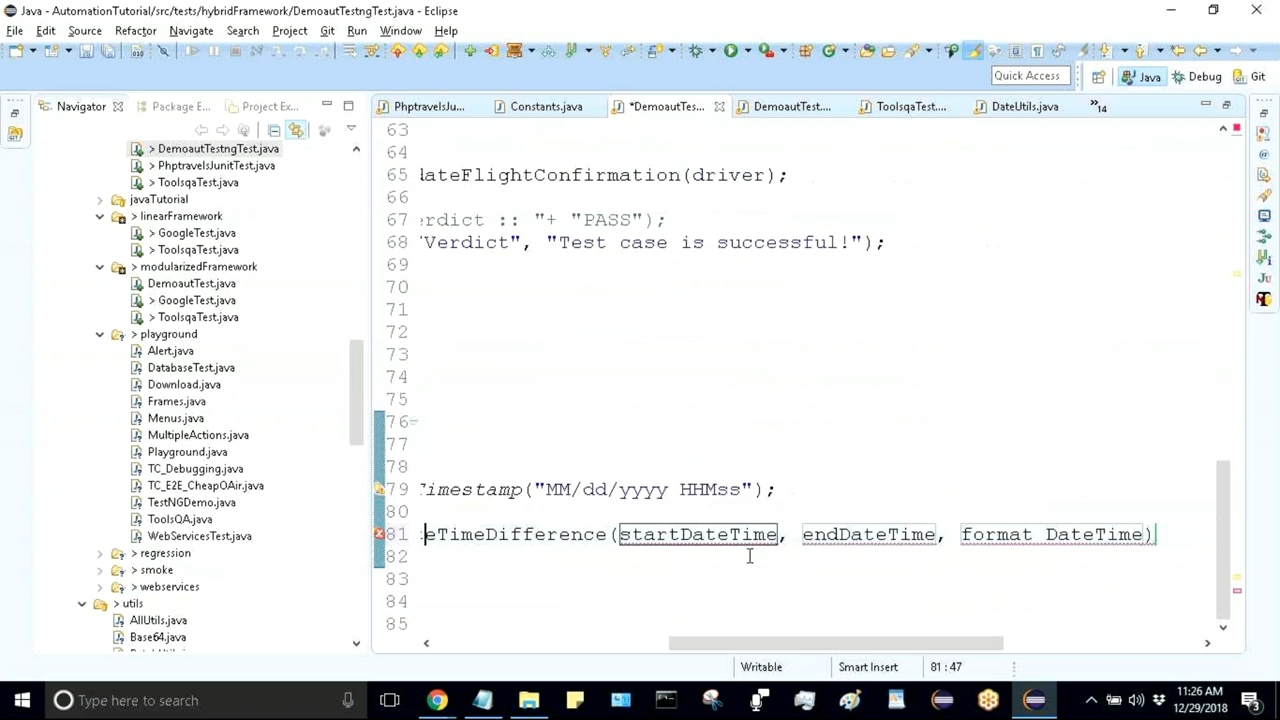 Java - AutomationTutorial/src/tests/hybridFramework/DemoautTestngTest.java - Eclipse
File Edit Source Refactor Navigate Search Project Git Run Window Help
Quick Access
Java
Debug
Git
Navigator
Package E...
Project Ex...
PhptravelsJu...
Constants.java
*DemoautTes...
DemoautTest....
ToolsqaTest....
DateUtils.java
»14
> DemoautTestngTest.java
> PhptravelsJunitTest.java
> ToolsqaTest.java
javaTutorial
> linearFramework
> GoogleTest.java
> ToolsqaTest.java
> modularizedFramework
DemoautTest.java
> GoogleTest.java
> ToolsqaTest.java
> playground
Alert.java
DatabaseTest.java
Download.java
Frames.java
Menus.java
MultipleActions.java
Playground.java
TC_Debugging.java
TC_E2E_CheapOAir.java
TestNGDemo.java
ToolsQA.java
WebServicesTest.java
> regression
> smoke
> webservices
> utils
AllUtils.java
Base64.java
63
64
65 lateFlightConfirmation(driver);
66
67 erdict :: "+ "PASS");
68 "Verdict", "Test case is successful!");
69
70
71
72
73
74
75
76
77
78
79 Timestamp("MM/dd/yyyy HHMss");
80
81 eTimeDifference(startDateTime, endDateTime, format DateTime)
82
83
84
85
Writable
Smart Insert
81 : 47
Type here to search
11:26 AM
12/29/2018
3